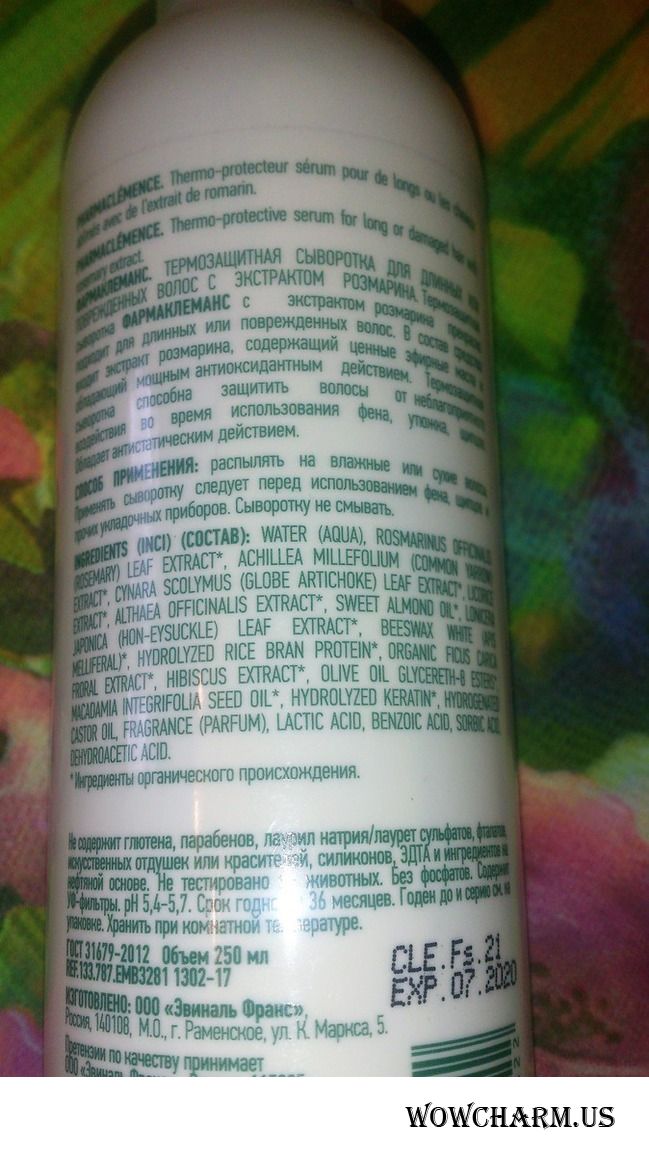 PHARMACLÉMENCE. Thermo-protecteur sérum pour de longs ou les cheveux
abîmés avec de l'extrait de romarin.
PHARMACLÉMENCE. Thermo-protective serum for long or damaged hair with
rosemary extract.
ФАРМАКЛЕМАНС. ТЕРМОЗАЩИТНАЯ СЫВОРОТКА ДЛЯ ДЛИННЫХ ИЛИ
ПОВРЕЖДЕННЫХ ВОЛОС С ЭКСТРАКТОМ РОЗМАРИНА. Термозащитная
сыворотка ФАРМАКЛЕМАНС с экстрактом розмарина прекрасно
подходит для длинных или поврежденных волос. В состав средства
входит экстракт розмарина, содержащий ценные эфирные масла и
обладающий мощным антиоксидантным действием. Термозащитная
сыворотка способна защитить волосы от неблагоприятного
воздействия во время использования фена, утюжка, щипцов.
Обладает антистатическим действием.
СПОСОБ ПРИМЕНЕНИЯ: распылять на влажные или сухие волосы.
Применять сыворотку следует перед использованием фена, щипцов и
прочих укладочных приборов. Сыворотку не смывать.
INGREDIENTS (INCI) (СОСТАВ): WATER (AQUA), ROSMARINUS OFFICINALIS
(ROSEMARY) LEAF EXTRACT*, ACHILLEA MILLEFOLIUM (COMMON YARROW)
EXTRACT*, CYNARA SCOLYMUS (GLOBE ARTICHOKE) LEAF EXTRACT*, LICORICE
EXTRACT*, ALTHAEA OFFICINALIS EXTRACT*, SWEET ALMOND OIL*, LONICERA
JAPONICA (HON-EYSUCKLE) LEAF EXTRACT*, BEESWAX WHITE (APIS
MELLIFERAL)*, HYDROLYZED RICE BRAN PROTEIN*, ORGANIC FICUS CARICA
FRORAL EXTRACT*, HIBISCUS EXTRACT*, OLIVE OIL GLYCERETH-8 ESTERS*,
MACADAMIA INTEGRIFOLIA SEED OIL*, HYDROLYZED KERATIN*, HYDROGENATED
CASTOR OIL, FRAGRANCE (PARFUM), LACTIC ACID, BENZOIC ACID, SORBIC ACID,
DEHYDROACETIC ACID.
*Ингредиенты органического происхождения.
Не содержит глютена, парабенов, лаурил натрия/лаурет сульфатов, фталатов,
искусственных отдушек или красителей, силиконов, ЭДТА и ингредиентов на
нефтяной основе. Не тестировано животных. Без фосфатов. Содержит
УФ-фильтры. pH 5,4-5,7. Срок годности 36 месяцев. Годен до и серию см. на
упаковке. Хранить при комнатной температуре.
ГОСТ 31679-2012 Объем 250 мл
REF.133.787.EMB3281 1302-17
CLE.Fs.21
EXP.07.2020
ИЗГОТОВЛЕНО: ООО «Эвиналь Франс»,
Россия, 140108, М.О., г. Раменское, ул. К. Маркса, 5.
Претензии по качеству принимает
ООО «Эвиналь
WOWCHARM.US